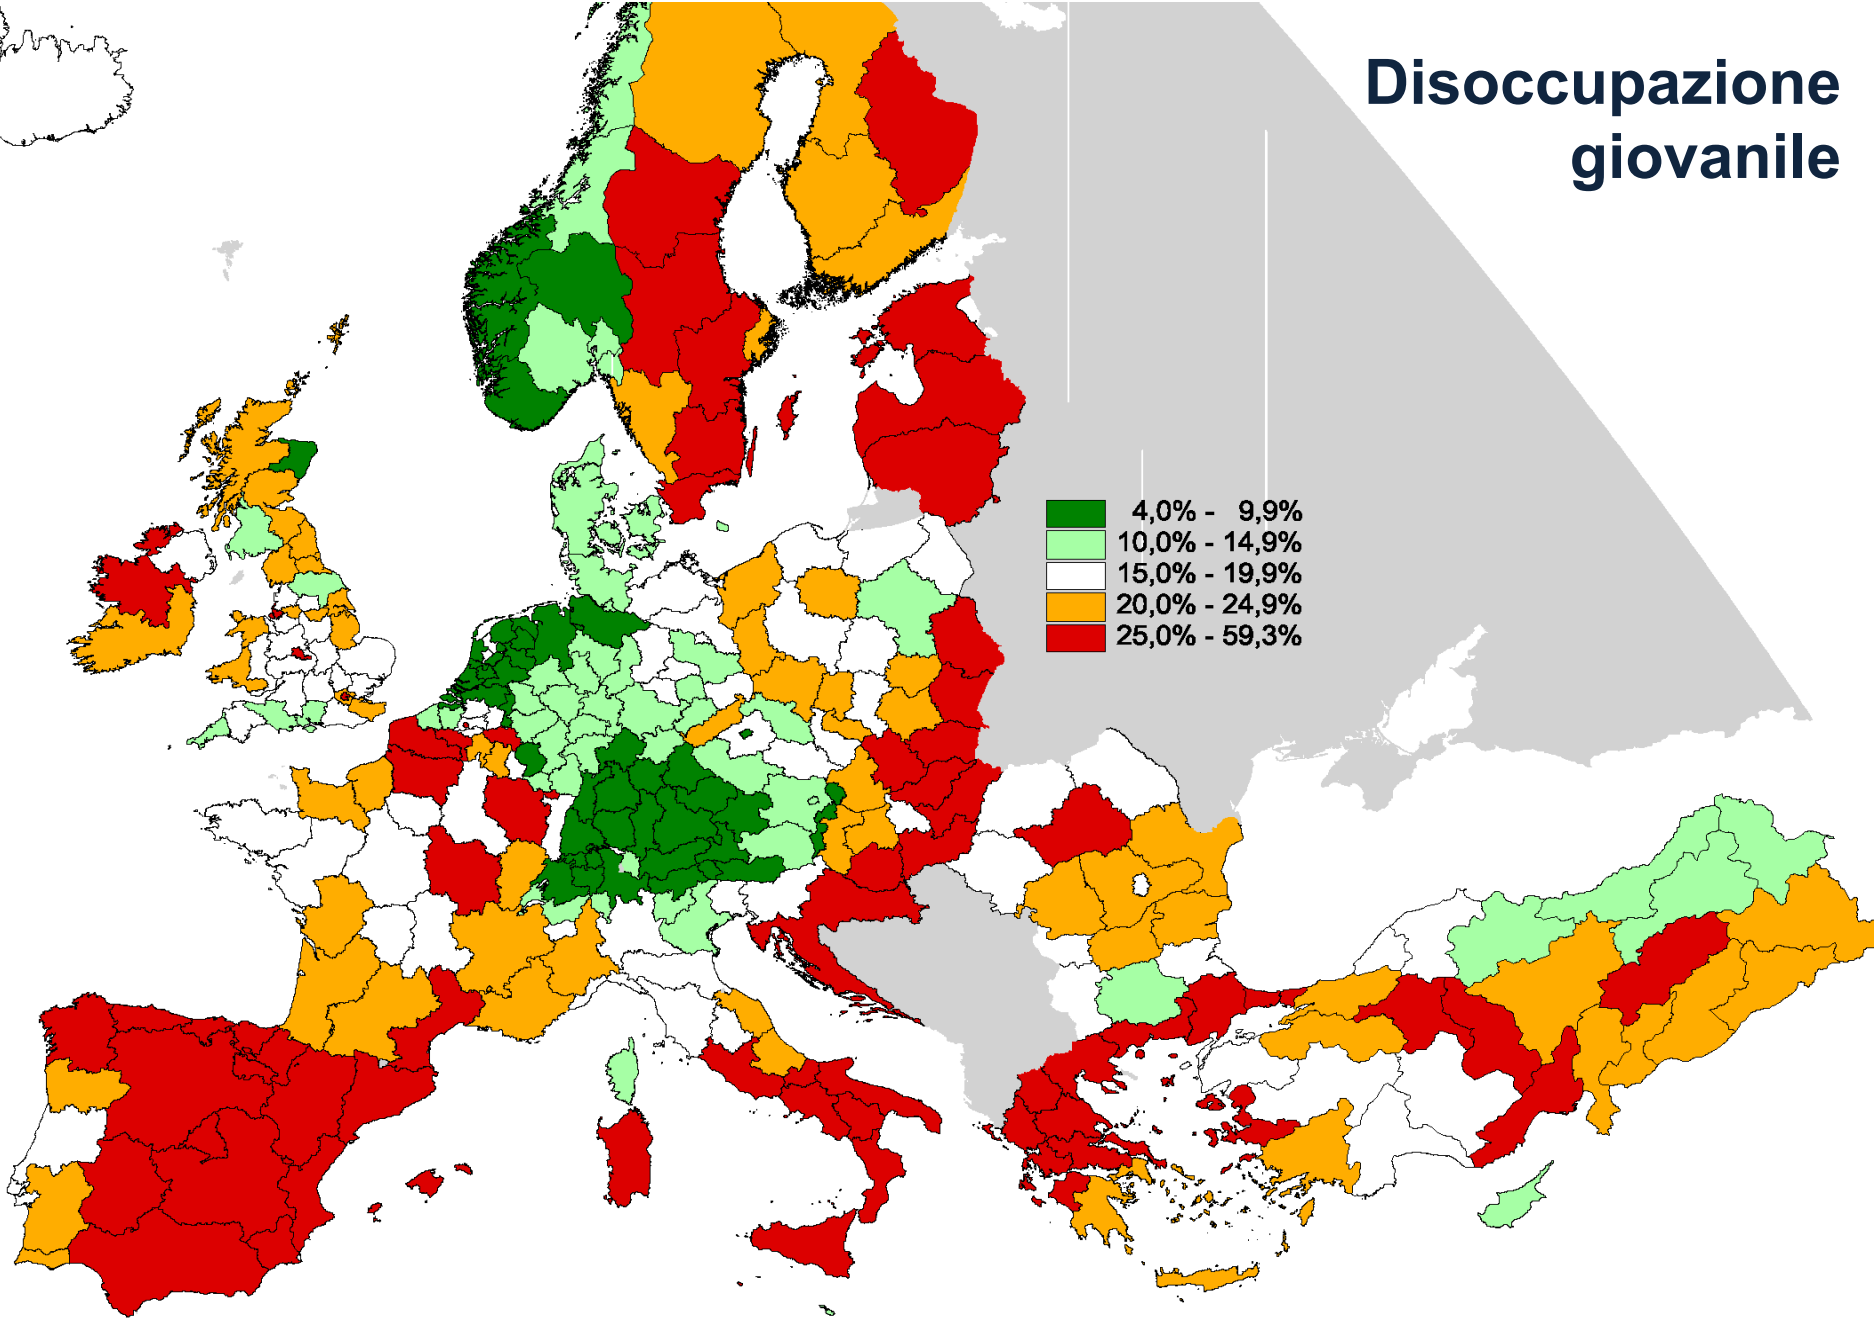 Disoccupazione
giovanile
4,0% - 9,9%
10,0% - 14,9%
15,0% - 19,9%
20,0% - 24,9%
25,0% - 59,3%